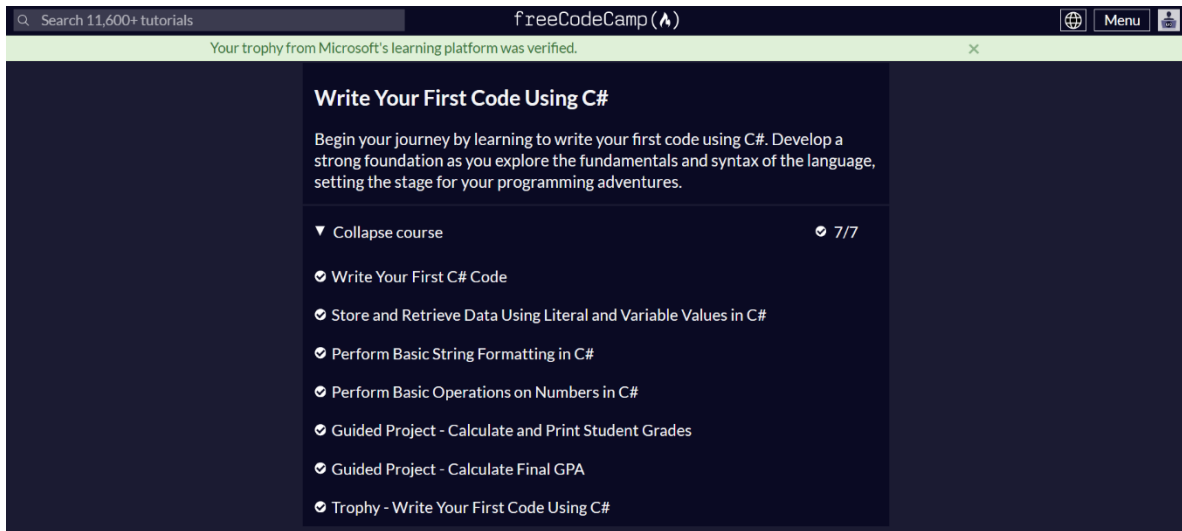 Search 11,600+ tutorials
freeCodeCamp
Menu
Your trophy from Microsoft's learning platform was verified.
Write Your First Code Using C#
Begin your journey by learning to write your first code using C#. Develop a
strong foundation as you explore the fundamentals and syntax of the language,
setting the stage for your programming adventures.
Collapse course
7/7
Write Your First C# Code
Store and Retrieve Data Using Literal and Variable Values in C#
Perform Basic String Formatting in C#
Perform Basic Operations on Numbers in C#
Guided Project - Calculate and Print Student Grades
Guided Project - Calculate Final GPA
Trophy - Write Your First Code Using C#